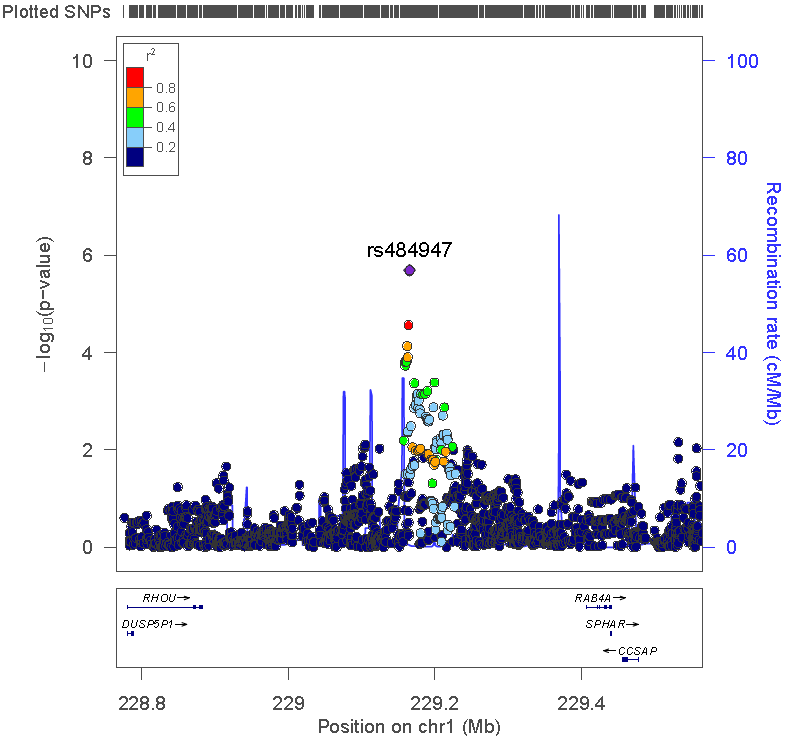 Plotted SNPs
r²
0.8
0.6
0.4
0.2
rs484947
10
8
6
4
2
0
−log₁₀(p−value)
100
80
60
40
20
0
Recombination rate (cM/Mb)
RHOU→
DUSP5P1→
RAB4A→
SPHAR→
←CCSAP
228.8
229
229.2
229.4
Position on chr1 (Mb)